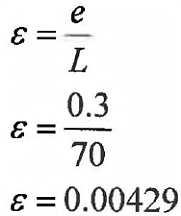 ε = e/L
ε = 0.3/70
ε = 0.00429